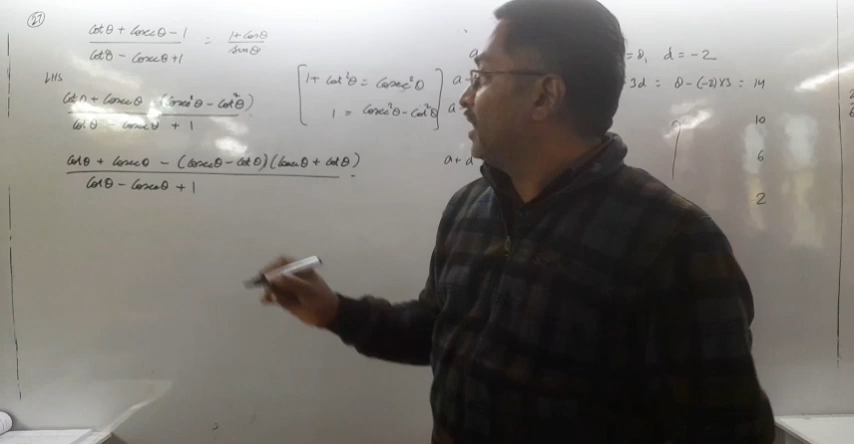 27
cotθ + cosecθ - 1 / cotθ - cosecθ + 1 = 1 + cosθ / sinθ
LHS
cotθ + cosecθ - (cosec²θ - cot²θ) / cotθ - cosecθ + 1
[ 1 + cot²θ = cosec²θ
1 = cosec²θ - cot²θ ]
cotθ + cosecθ - (cosecθ - cotθ)(cosecθ + cotθ) / cotθ - cosecθ + 1 =
a
= 8, d = -2
a -
3d = 8 - (-2)×3 = 14
a -
10
a + d
6
2